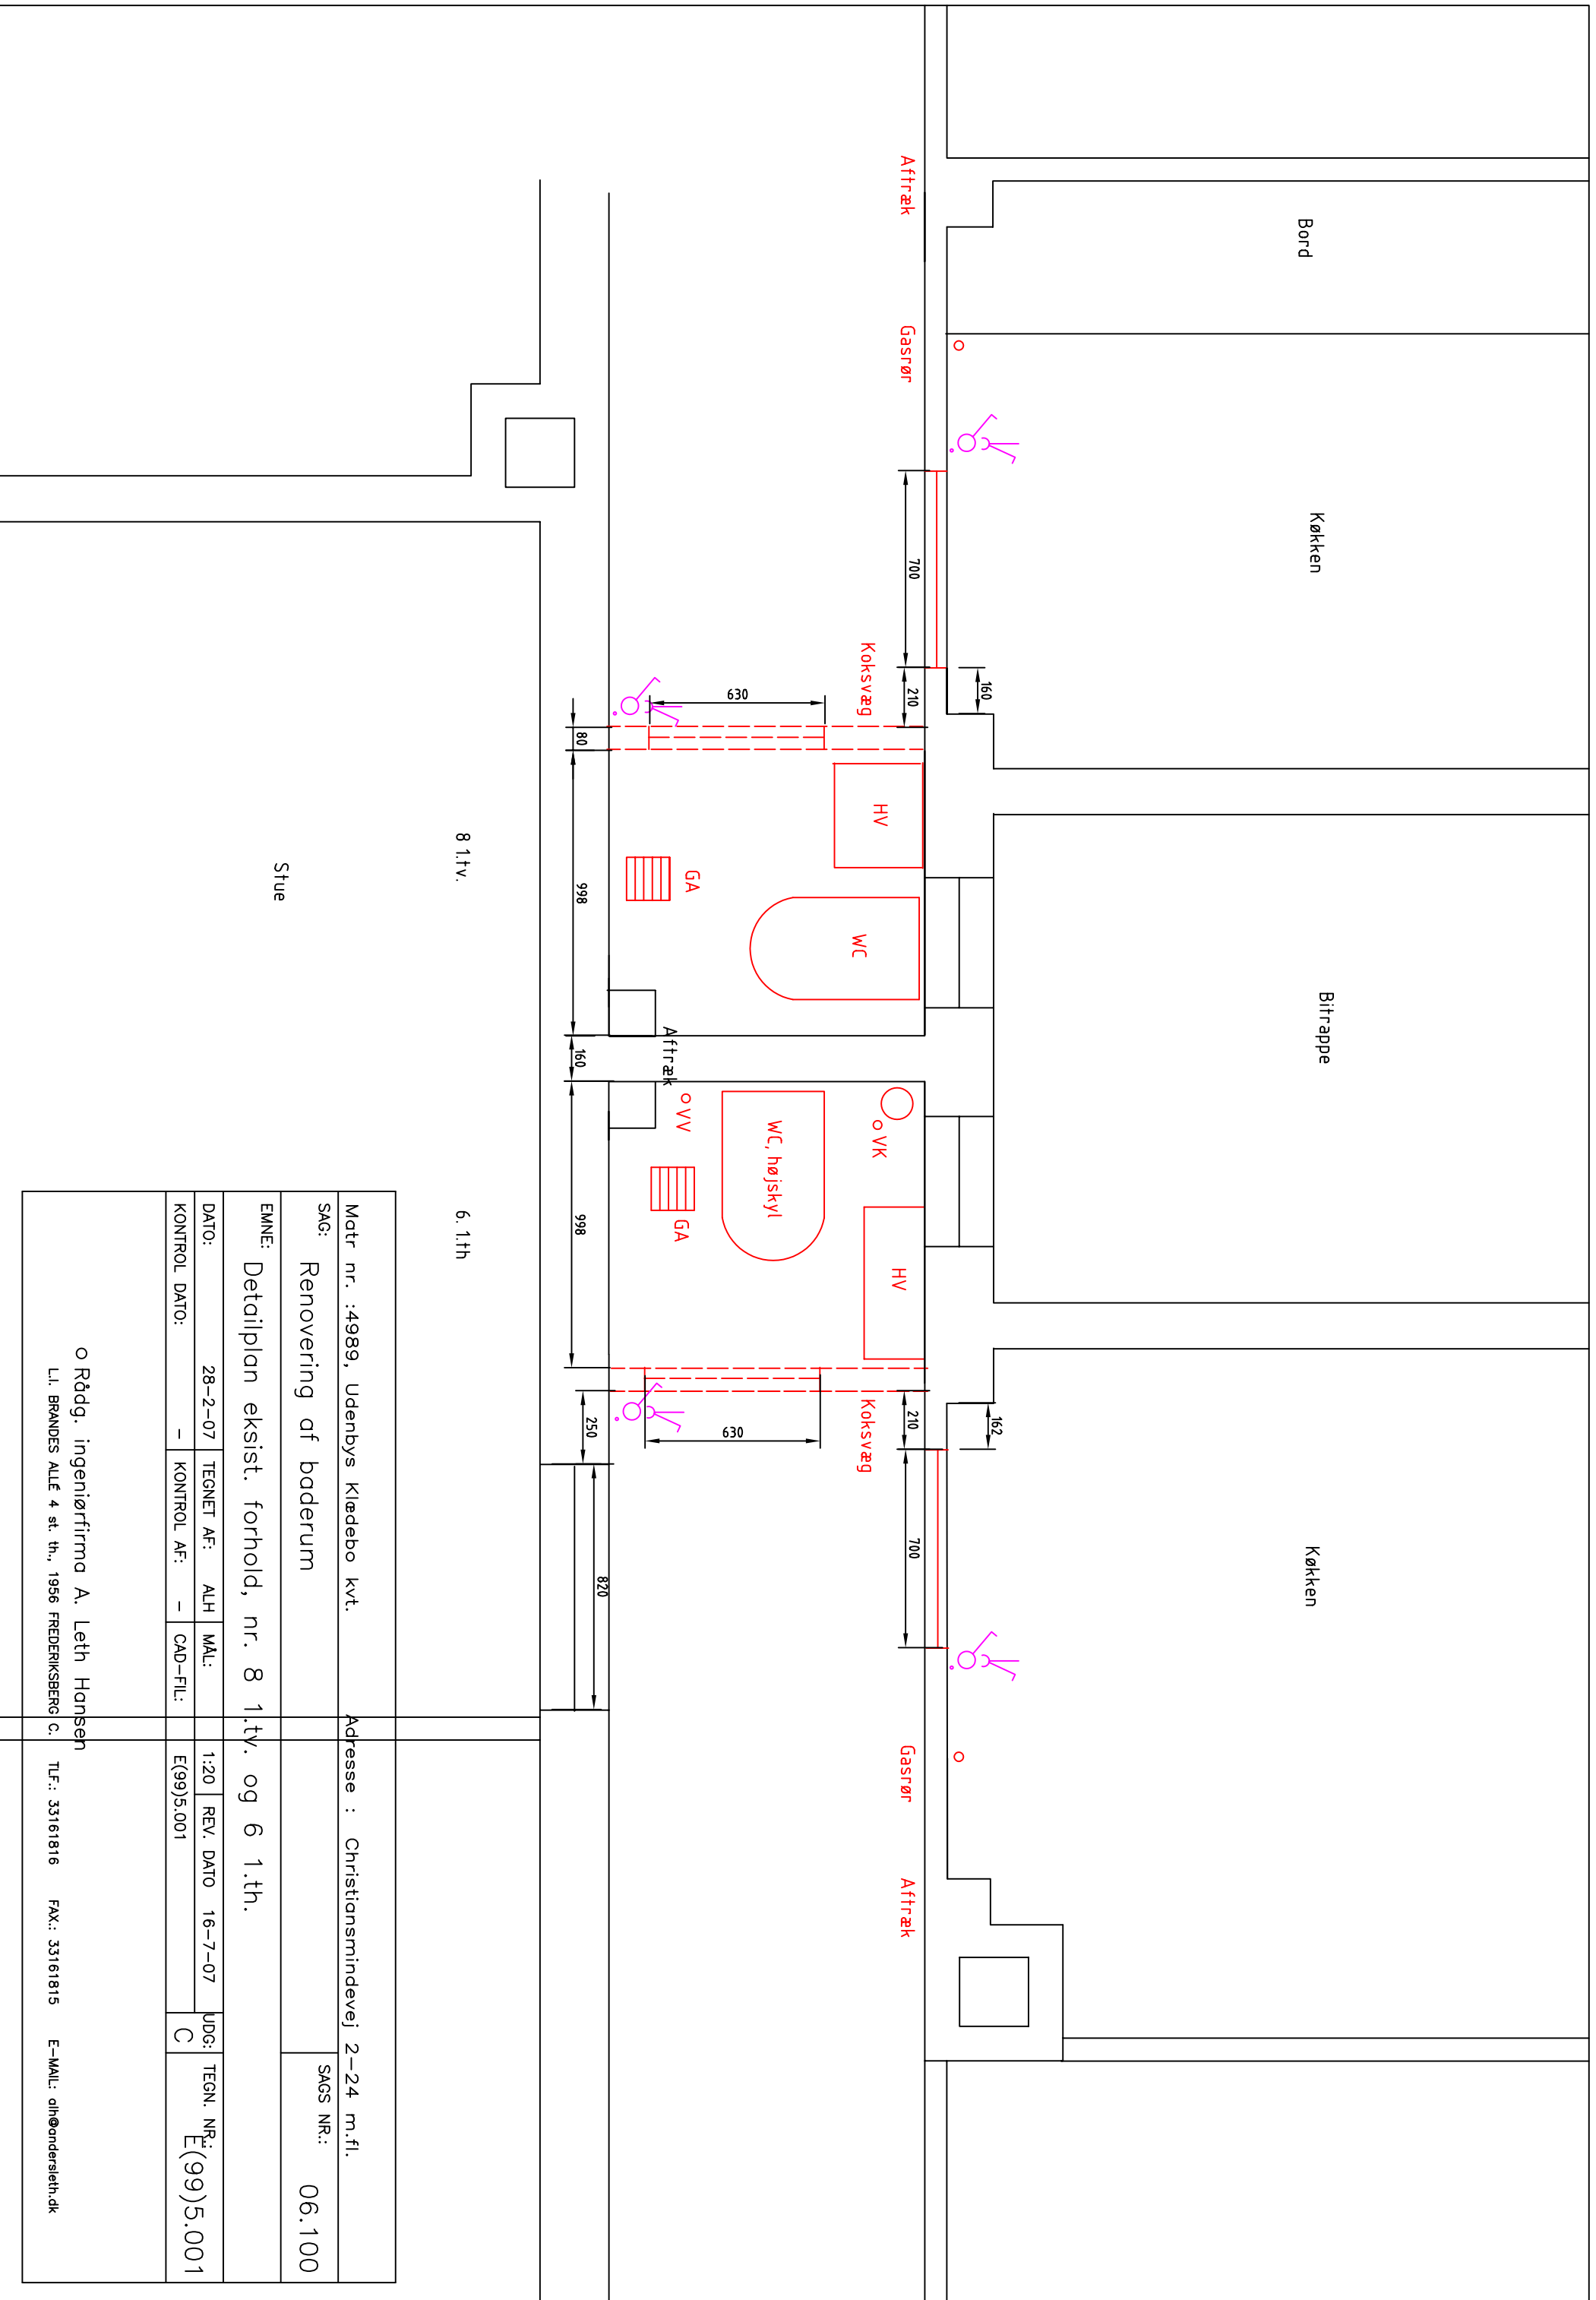 Bord
Køkken
Bitrappe
Køkken
160
162
Aftræk
Gasrør
700
210
210
700
Gasrør
Aftræk
Koksvæg
Koksvæg
HV
WC
VK
HV
630
WC, højskyl
630
GA
Aftræk
VV
GA
80
998
160
998
250
820
8 1.tv.
6. 1.th
Stue
Matr nr. :4989, Udenbys Klædebo kvt. Adresse : Christiansmindevej 2-24 m.fl.
SAG: Renovering af baderum SAGS NR.: 06.100
EMNE: Detailplan eksist. forhold, nr. 8 1.tv. og 6 1.th.
DATO: 28-2-07 TEGNET AF: ALH MÅL: 1:20 REV. DATO 16-7-07 UDG: TEGN. NR.:
KONTROL DATO: - KONTROL AF: - CAD-FIL: E(99)5.001 C E(99)5.001
Rådg. ingeniørfirma A. Leth Hansen
L.I. BRANDES ALLÉ 4 st. th., 1956 FREDERIKSBERG C. TLF.: 33161816 FAX.: 33161815 E-MAIL: alh@andersleth.dk